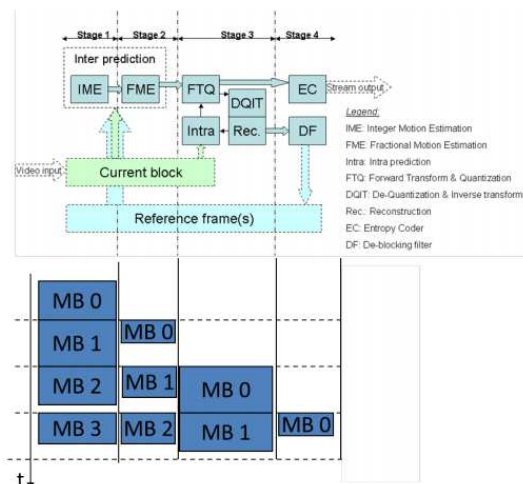 Stage 1 Stage 2 Stage 3 Stage 4
Inter prediction
IME FME FTQ EC
Stream output
DQIT
Intra Rec. DF
Video input
Current block
Reference frame(s)
Legend:
IME: Integer Motion Estimation
FME: Fractional Motion Estimation
Intra: Intra prediction
FTQ: Forward Transform & Quantization
DQIT: De-Quantization & Inverse transform
Rec.: Reconstruction
EC: Entropy Coder
DF: De-blocking filter
MB 0
MB 1 MB 0
MB 2 MB 1 MB 0
MB 3 MB 2 MB 1 MB 0
t